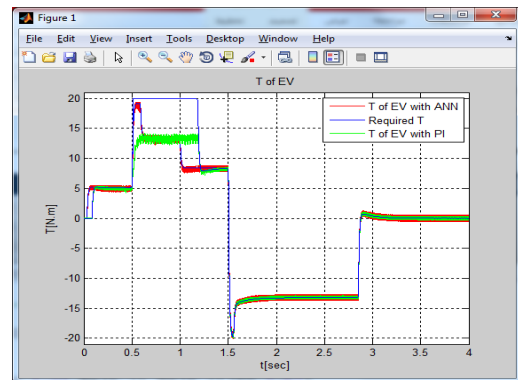 Figure 1
File Edit View Insert Tools Desktop Window Help
T of EV
T of EV with ANN
Required T
T of EV with PI
20
15
10
5
0
-5
-10
-15
-20
T[N.m]
0 0.5 1 1.5 2 2.5 3 3.5 4
t[sec]